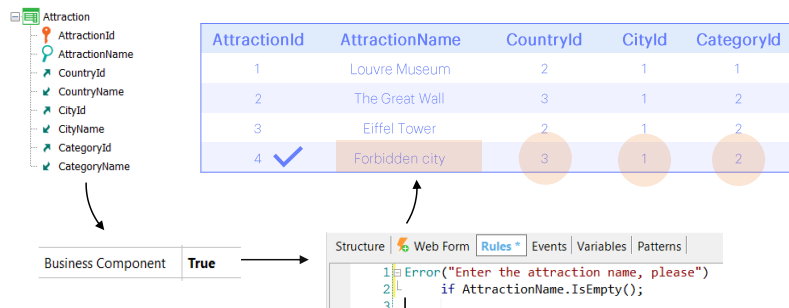 Attraction
AttractionId
AttractionName
CountryId
CountryName
CityId
CityName
CategoryId
CategoryName
AttractionId AttractionName CountryId CityId CategoryId
1 Louvre Museum 2 1 1
2 The Great Wall 3 1 2
3 Eiffel Tower 2 1 2
4 Forbidden city 3 1 2
Business Component True
Structure Web Form Rules * Events Variables Patterns
1 Error("Enter the attraction name, please")
2 if AttractionName.IsEmpty();
3